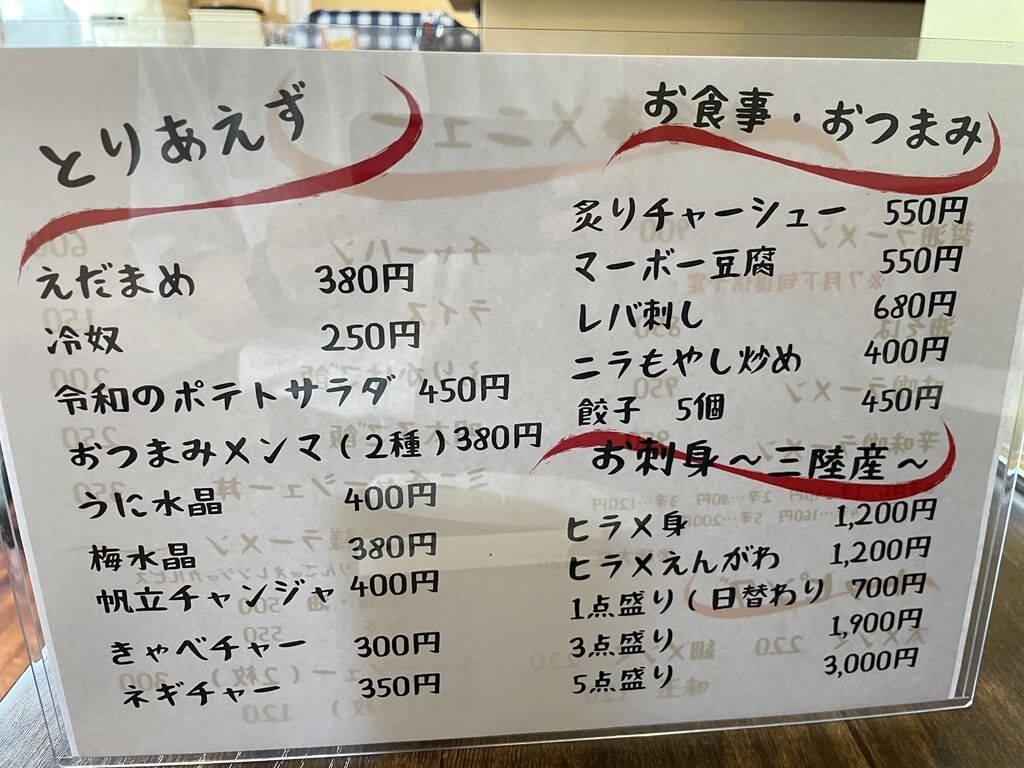 とりあえず
えだまめ 380円
冷奴 250円
令和のポテトサラダ 450円
おつまみメンマ(2種) 380円
うに水晶 400円
梅水晶 380円
帆立チャンジャ 400円
きゃべチャー 300円
ネギチャー 350円
お食事・おつまみ
炙りチャーシュー 550円
マーボー豆腐 550円
レバ刺し 680円
ニラもやし炒め 400円
餃子 5個 450円
お刺身～三陸産～
ヒラメ身 1,200円
ヒラメえんがわ 1,200円
1点盛り(日替わり) 700円
3点盛り 1,900円
5点盛り 3,000円